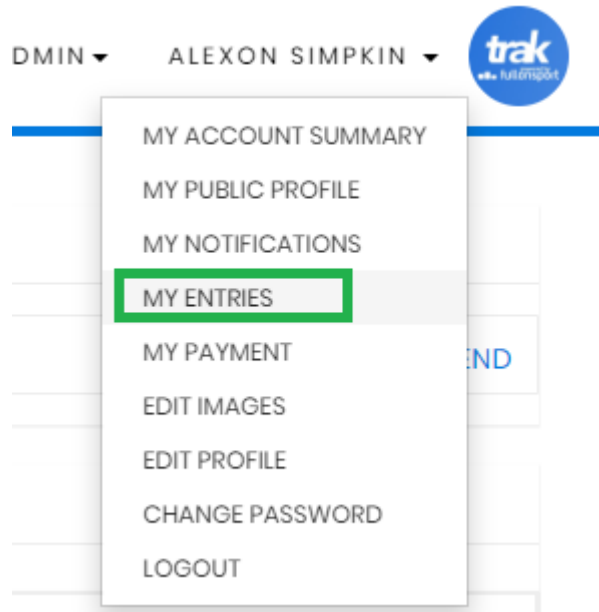 DMIN
ALEXON SIMPKIN
trak
MY ACCOUNT SUMMARY
MY PUBLIC PROFILE
MY NOTIFICATIONS
MY ENTRIES
MY PAYMENT
END
EDIT IMAGES
EDIT PROFILE
CHANGE PASSWORD
LOGOUT